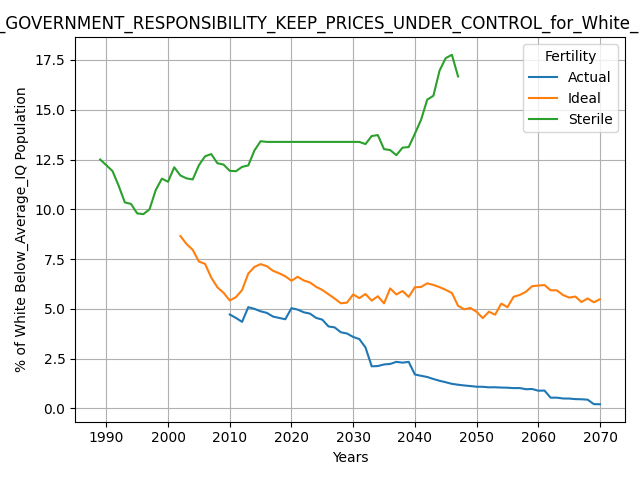 _GOVERNMENT_RESPONSIBILITY_KEEP_PRICES_UNDER_CONTROL_for_White_
Fertility
Actual
Ideal
Sterile
17.5
15.0
12.5
10.0
7.5
5.0
2.5
0.0
% of White Below_Average_IQ Population
1990 2000 2010 2020 2030 2040 2050 2060 2070
Years